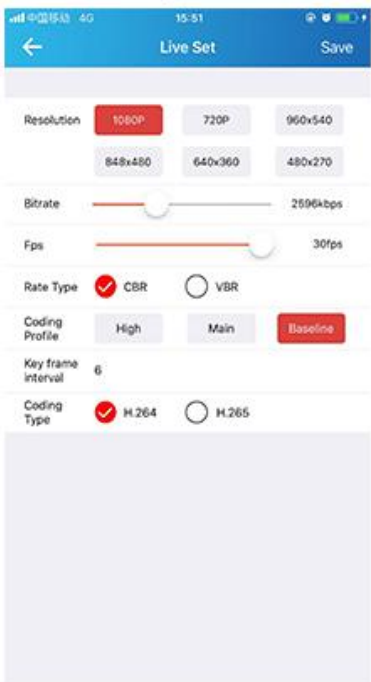 中国移动 4G 15:51
Live Set Save
Resolution 1080P 720P 960x540
848x480 640x360 480x270
Bitrate 2596kbps
Fps 30fps
Rate Type CBR VBR
Coding
Profile High Main Baseline
Key frame
interval 6
Coding
Type H.264 H.265